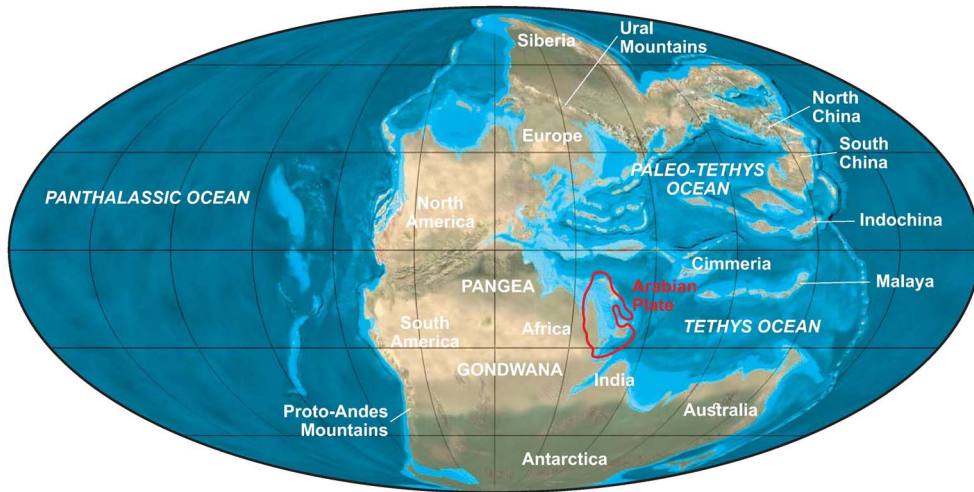 Siberia
Ural
Mountains
North
China
Europe
South
China
PALEO-TETHYS
OCEAN
PANTHALASSIC OCEAN
North
America
Indochina
Cimmeria
Malaya
PANGEA
Arabian
Plate
South
America
Africa
TETHYS OCEAN
GONDWANA
India
Proto-Andes
Mountains
Australia
Antarctica